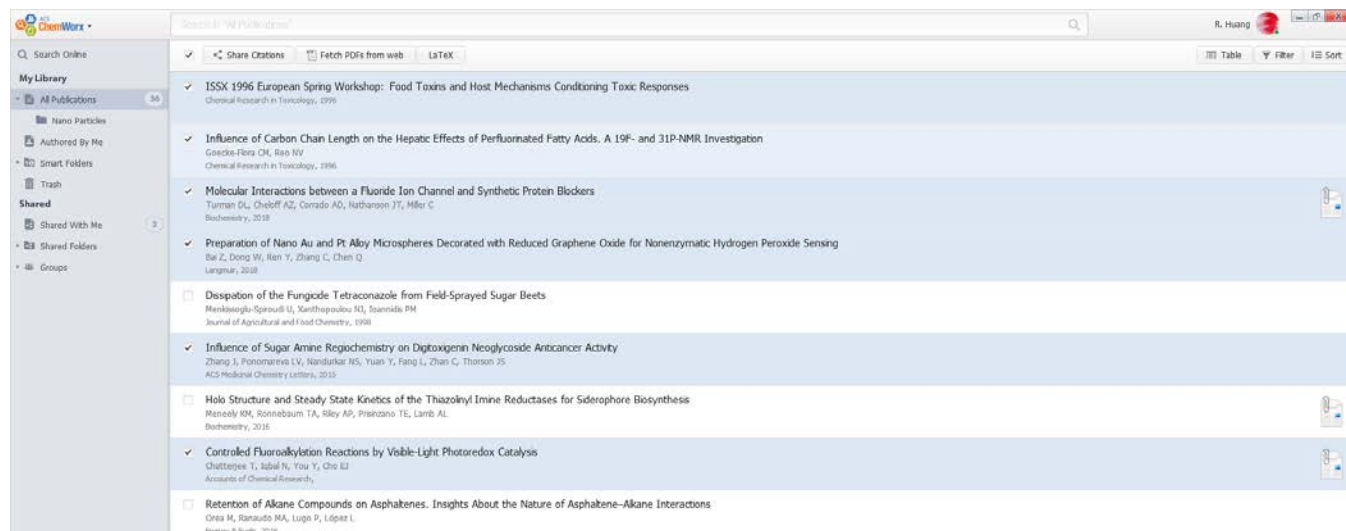 ACS
ChemWorx
Search "All Publications"
R. Huang
Search Online
Share Citations
Fetch PDFs from web
LaTeX
Table
Filter
Sort
My Library
All Publications
36
Nano Particles
Authored By Me
Smart Folders
Trash
Shared
Shared With Me
Shared Folders
Groups
ISSX 1996 European Spring Workshop: Food Toxins and Host Mechanisms Conditioning Toxic Responses
Chemical Research in Toxicology, 1996
Influence of Carbon Chain Length on the Hepatic Effects of Perfluorinated Fatty Acids. A 19F- and 31P-NMR Investigation
Goecke-Flora CM, Reo NV
Chemical Research in Toxicology, 1996
Molecular Interactions between a Fluoride Ion Channel and Synthetic Protein Blockers
Turman DL, Cheloff AZ, Corrado AD, Nathanson JT, Miller C
Biochemistry, 2018
Preparation of Nano Au and Pt Alloy Microspheres Decorated with Reduced Graphene Oxide for Nonenzymatic Hydrogen Peroxide Sensing
Bai Z, Dong W, Ren Y, Zhang C, Chen Q
Langmuir, 2018
Dissipation of the Fungicide Tetraconazole from Field-Sprayed Sugar Beets
Menkissoglu-Spiroudi U, Xanthopoulou NJ, Ioannidis PM
Journal of Agricultural and Food Chemistry, 1998
Influence of Sugar Amine Regiochemistry on Digitoxigenin Neoglycoside Anticancer Activity
Zhang J, Ponomareva LV, Nandurkar NS, Yuan Y, Fang L, Zhan C, Thorson JS
ACS Medicinal Chemistry Letters, 2015
Holo Structure and Steady State Kinetics of the Thiazolinyl Imine Reductases for Siderophore Biosynthesis
Meneely KM, Ronnebaum TA, Riley AP, Prisinzano TE, Lamb AL
Biochemistry, 2016
Controlled Fluoroalkylation Reactions by Visible-Light Photoredox Catalysis
Chatterjee T, Iqbal N, You Y, Cho EJ
Accounts of Chemical Research,
Retention of Alkane Compounds on Asphaltenes. Insights About the Nature of Asphaltene–Alkane Interactions
Orea M, Ranaudo MA, Lugo P, López L